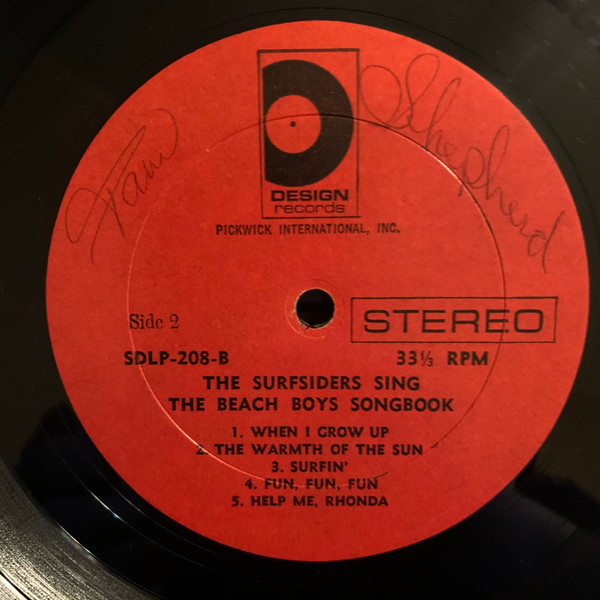 Pam Shepherd
DESIGN
records
PICKWICK INTERNATIONAL, INC.
Side 2
STEREO
SDLP-208-B
33⅓ RPM
THE SURFSIDERS SING
THE BEACH BOYS SONGBOOK
1. WHEN I GROW UP
2. THE WARMTH OF THE SUN
3. SURFIN'
4. FUN, FUN, FUN
5. HELP ME, RHONDA